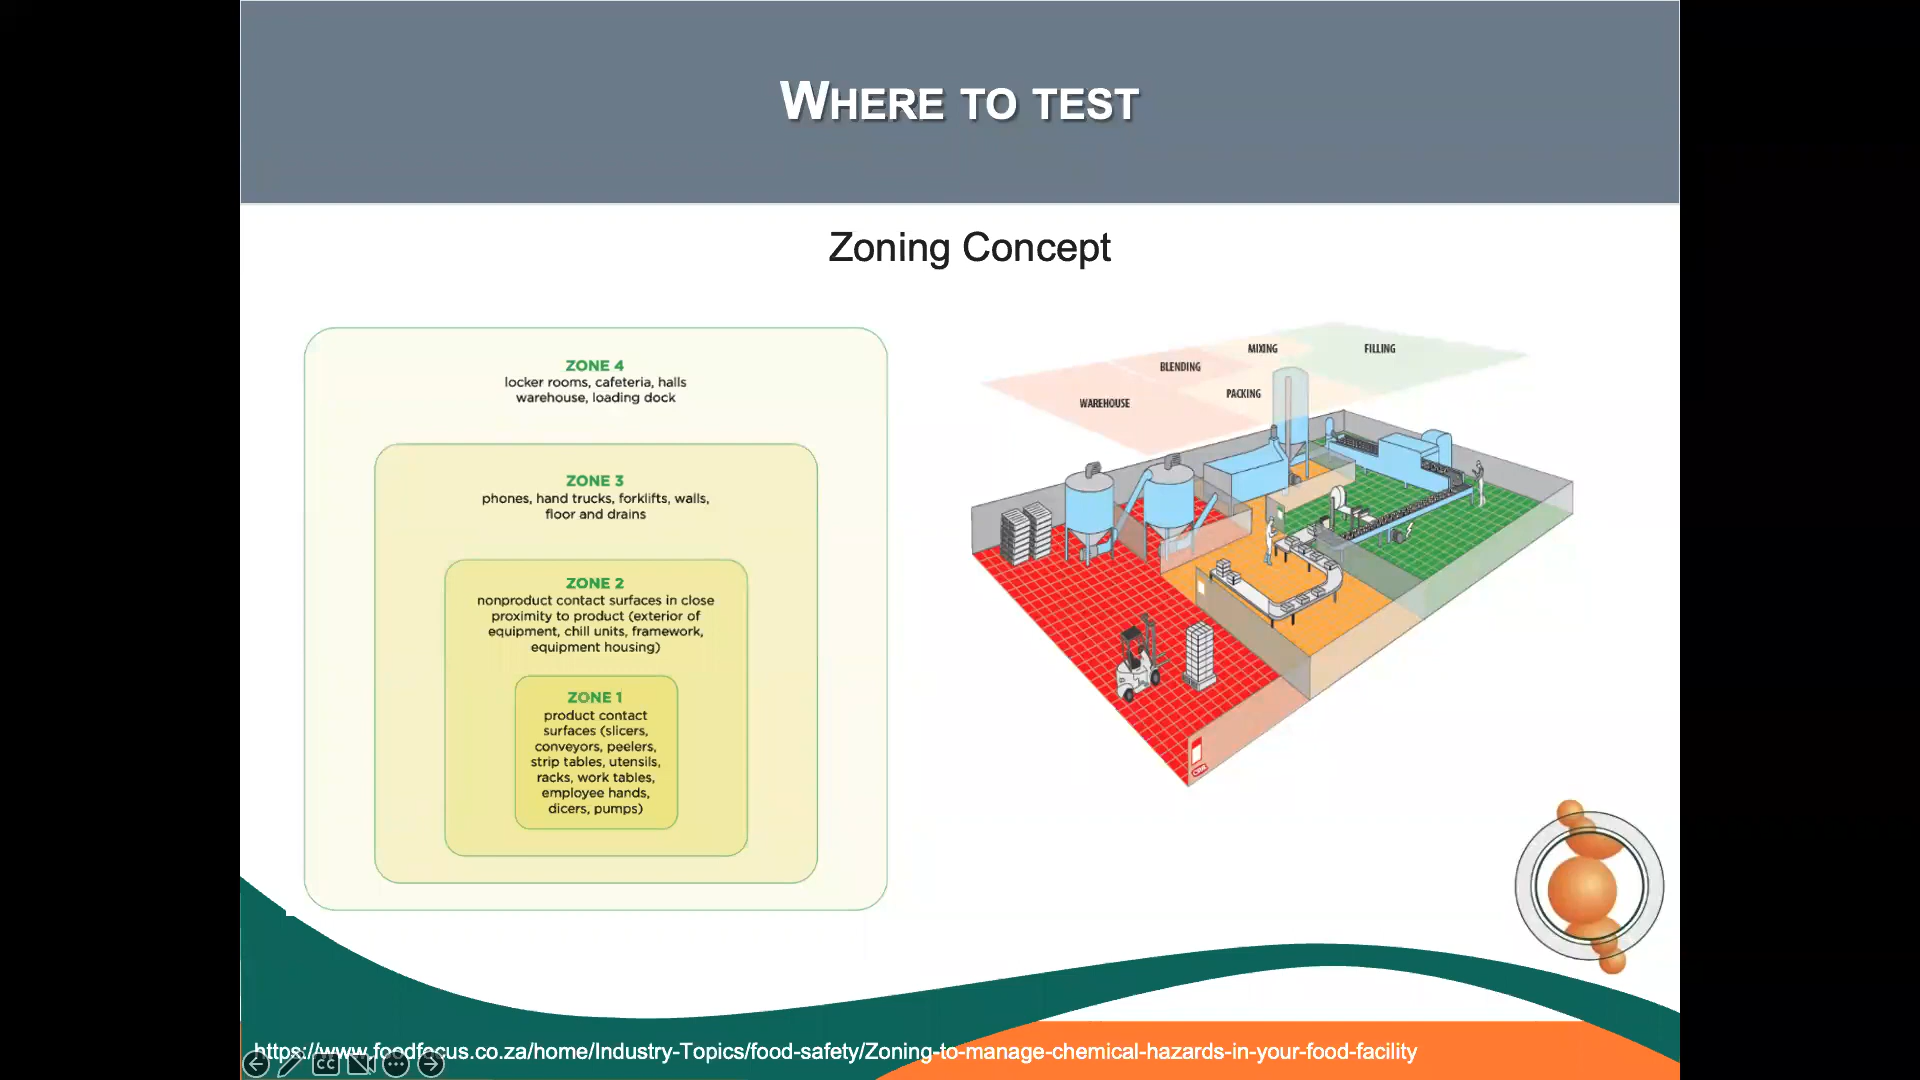 WHERE TO TEST
Zoning Concept
ZONE 4
locker rooms, cafeteria, halls
warehouse, loading dock
ZONE 3
phones, hand trucks, forklifts, walls,
floor and drains
ZONE 2
nonproduct contact surfaces in close
proximity to product (exterior of
equipment, chill units, framework,
equipment housing)
ZONE 1
product contact
surfaces (slicers,
conveyors, peelers,
strip tables, utensils,
racks, work tables,
employee hands,
dicers, pumps)
MIXING
FILLING
BLENDING
PACKING
WAREHOUSE
https://www.foodfocus.co.za/home/Industry-Topics/food-safety/Zoning-to-manage-chemical-hazards-in-your-food-facility
CC